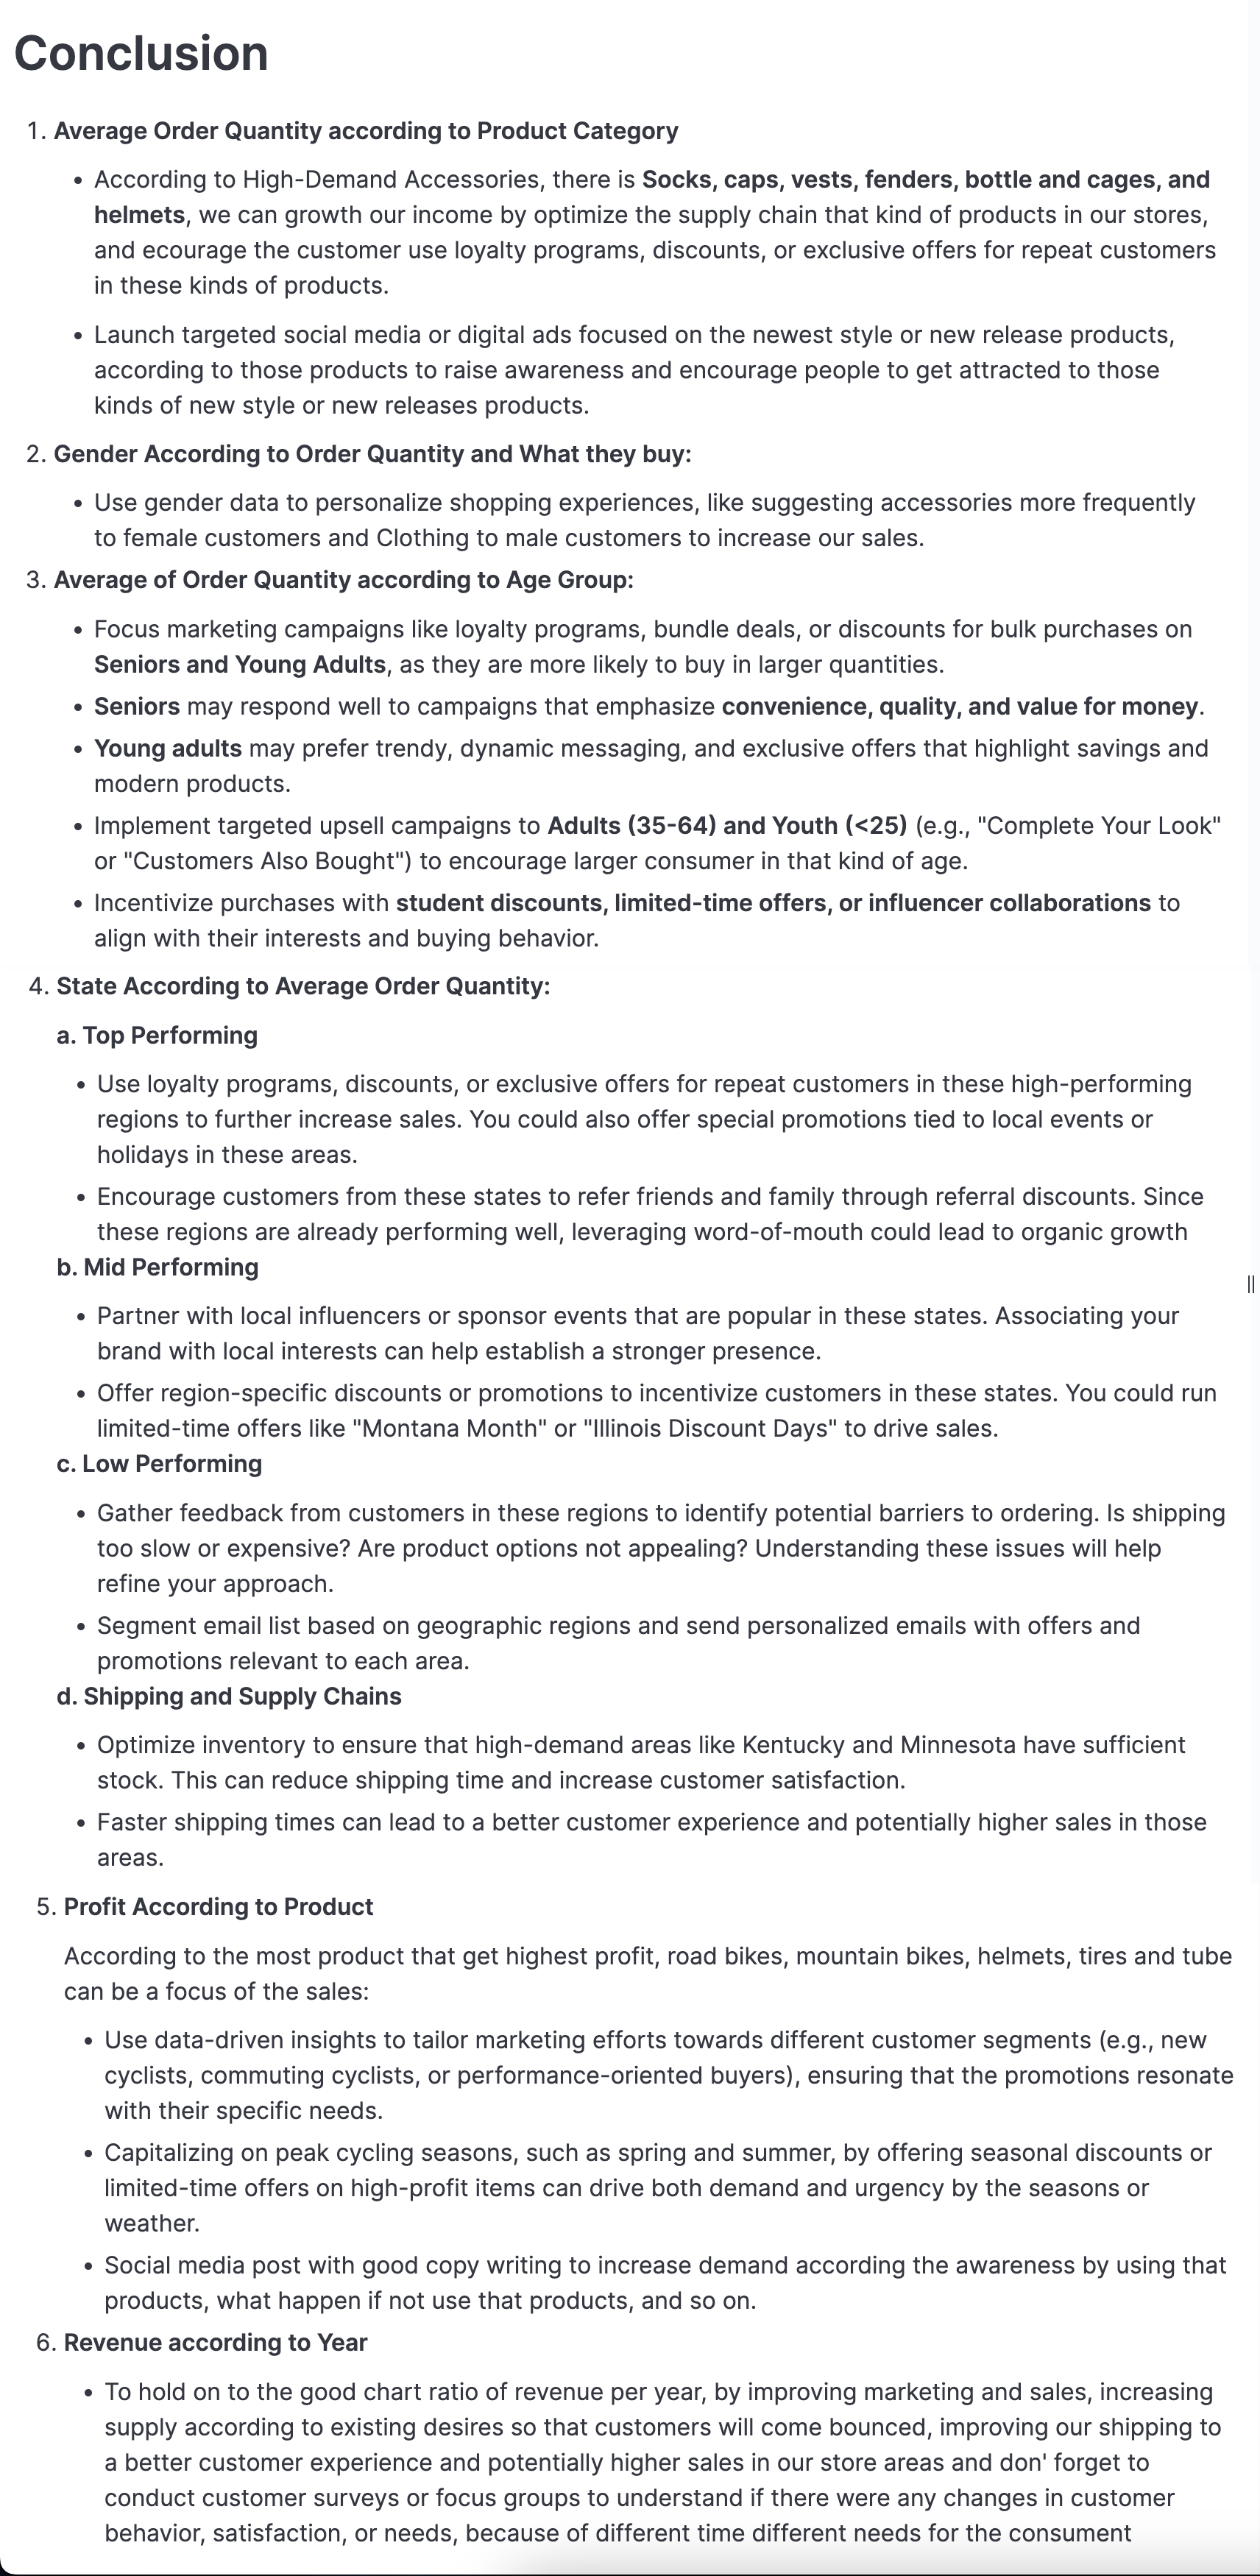 Conclusion
1. Average Order Quantity according to Product Category
• According to High-Demand Accessories, there is Socks, caps, vests, fenders, bottle and cages, and
helmets, we can growth our income by optimize the supply chain that kind of products in our stores,
and ecourage the customer use loyalty programs, discounts, or exclusive offers for repeat customers
in these kinds of products.
• Launch targeted social media or digital ads focused on the newest style or new release products,
according to those products to raise awareness and encourage people to get attracted to those
kinds of new style or new releases products.
2. Gender According to Order Quantity and What they buy:
• Use gender data to personalize shopping experiences, like suggesting accessories more frequently
to female customers and Clothing to male customers to increase our sales.
3. Average of Order Quantity according to Age Group:
• Focus marketing campaigns like loyalty programs, bundle deals, or discounts for bulk purchases on
Seniors and Young Adults, as they are more likely to buy in larger quantities.
• Seniors may respond well to campaigns that emphasize convenience, quality, and value for money.
• Young adults may prefer trendy, dynamic messaging, and exclusive offers that highlight savings and
modern products.
• Implement targeted upsell campaigns to Adults (35-64) and Youth (<25) (e.g., "Complete Your Look"
or "Customers Also Bought") to encourage larger consumer in that kind of age.
• Incentivize purchases with student discounts, limited-time offers, or influencer collaborations to
align with their interests and buying behavior.
4. State According to Average Order Quantity:
a. Top Performing
• Use loyalty programs, discounts, or exclusive offers for repeat customers in these high-performing
regions to further increase sales. You could also offer special promotions tied to local events or
holidays in these areas.
• Encourage customers from these states to refer friends and family through referral discounts. Since
these regions are already performing well, leveraging word-of-mouth could lead to organic growth
b. Mid Performing
• Partner with local influencers or sponsor events that are popular in these states. Associating your
brand with local interests can help establish a stronger presence.
• Offer region-specific discounts or promotions to incentivize customers in these states. You could run
limited-time offers like "Montana Month" or "Illinois Discount Days" to drive sales.
c. Low Performing
• Gather feedback from customers in these regions to identify potential barriers to ordering. Is shipping
too slow or expensive? Are product options not appealing? Understanding these issues will help
refine your approach.
• Segment email list based on geographic regions and send personalized emails with offers and
promotions relevant to each area.
d. Shipping and Supply Chains
• Optimize inventory to ensure that high-demand areas like Kentucky and Minnesota have sufficient
stock. This can reduce shipping time and increase customer satisfaction.
• Faster shipping times can lead to a better customer experience and potentially higher sales in those
areas.
5. Profit According to Product
According to the most product that get highest profit, road bikes, mountain bikes, helmets, tires and tube
can be a focus of the sales:
• Use data-driven insights to tailor marketing efforts towards different customer segments (e.g., new
cyclists, commuting cyclists, or performance-oriented buyers), ensuring that the promotions resonate
with their specific needs.
• Capitalizing on peak cycling seasons, such as spring and summer, by offering seasonal discounts or
limited-time offers on high-profit items can drive both demand and urgency by the seasons or
weather.
• Social media post with good copy writing to increase demand according the awareness by using that
products, what happen if not use that products, and so on.
6. Revenue according to Year
• To hold on to the good chart ratio of revenue per year, by improving marketing and sales, increasing
supply according to existing desires so that customers will come bounced, improving our shipping to
a better customer experience and potentially higher sales in our store areas and don' forget to
conduct customer surveys or focus groups to understand if there were any changes in customer
behavior, satisfaction, or needs, because of different time different needs for the consument